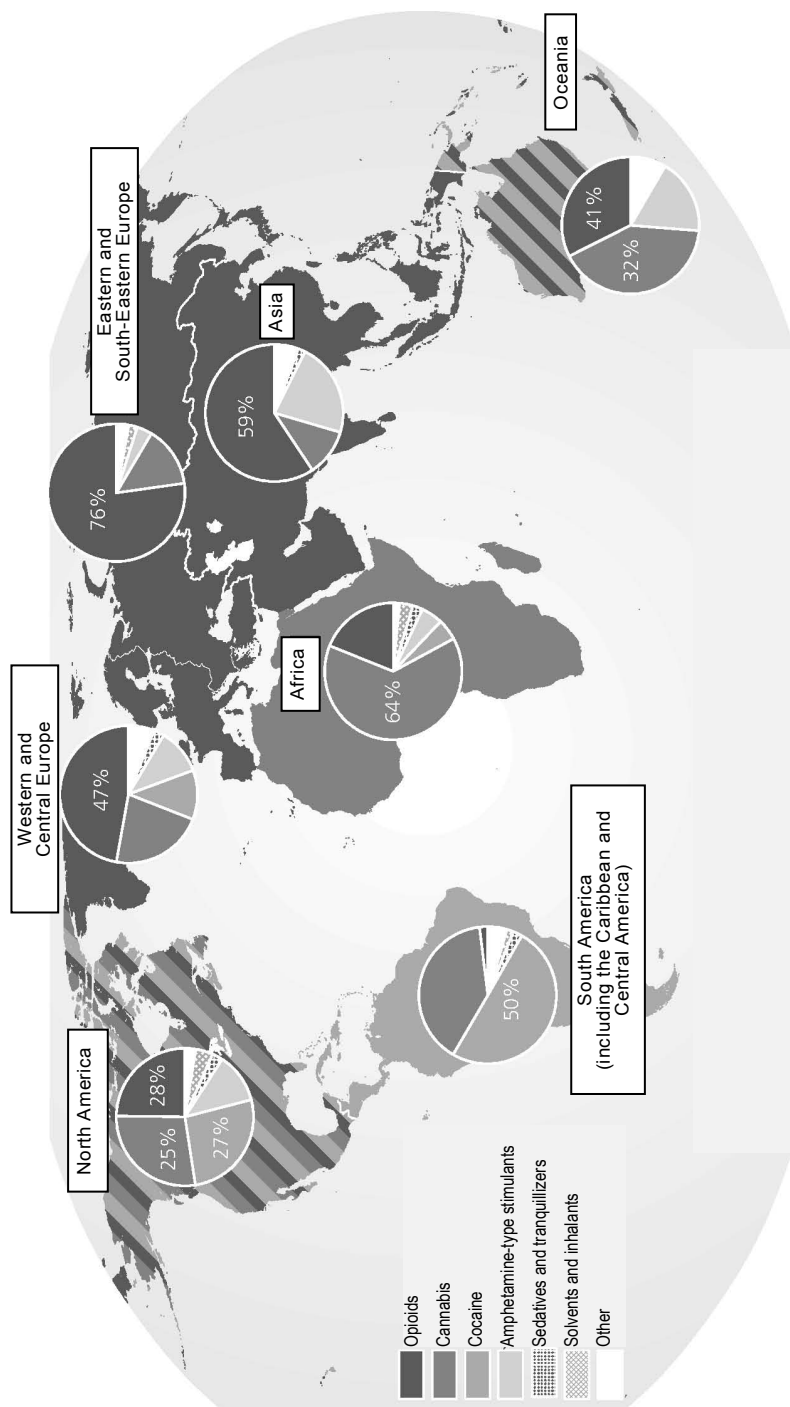 North America
28%
25%
27%
Western and
Central Europe
47%
Eastern and
South-Eastern Europe
76%
Asia
59%
Africa
64%
Oceania
41%
32%
50%
South America
(including the Caribbean and
Central America)
Opioids
Cannabis
Cocaine
Amphetamine-type stimulants
Sedatives and tranquillizers
Solvents and inhalants
Other